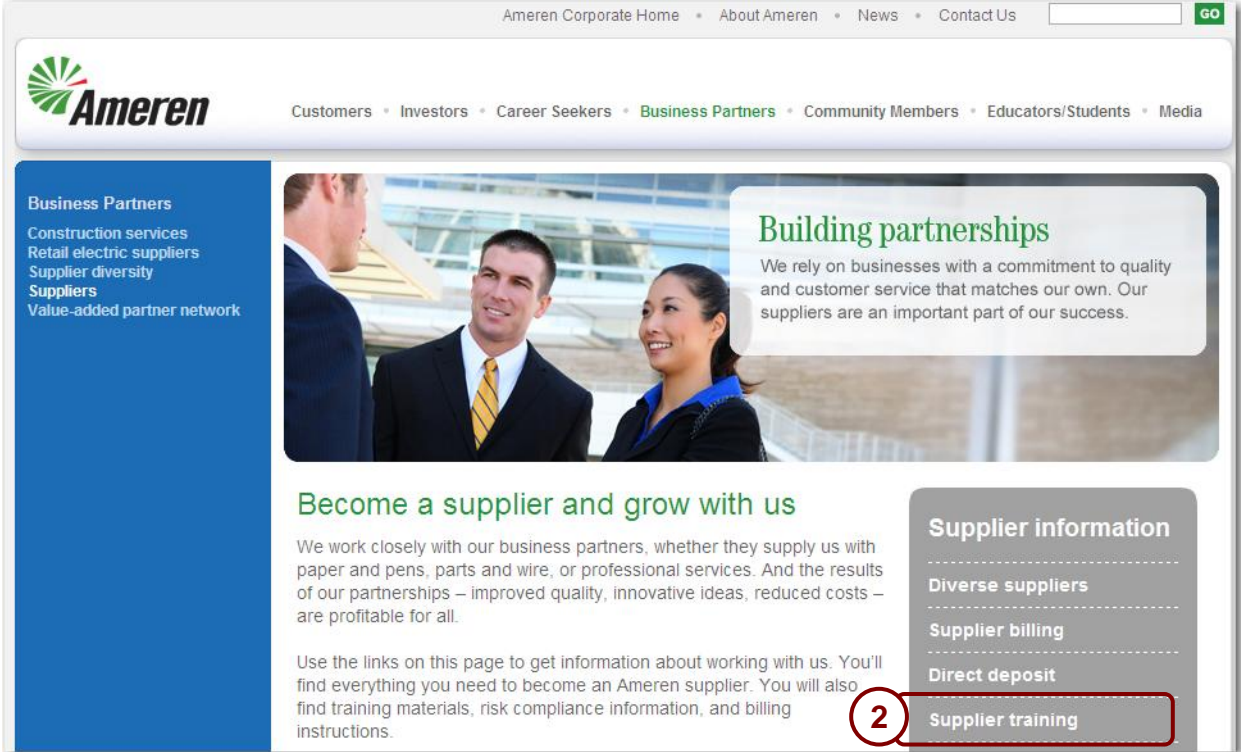 Ameren Corporate Home • About Ameren • News • Contact Us GO
Ameren
Customers • Investors • Career Seekers • Business Partners • Community Members • Educators/Students • Media
Business Partners
Construction services
Retail electric suppliers
Supplier diversity
Suppliers
Value-added partner network
Building partnerships
We rely on businesses with a commitment to quality
and customer service that matches our own. Our
suppliers are an important part of our success.
Become a supplier and grow with us
We work closely with our business partners, whether they supply us with
paper and pens, parts and wire, or professional services. And the results
of our partnerships – improved quality, innovative ideas, reduced costs –
are profitable for all.
Use the links on this page to get information about working with us. You'll
find everything you need to become an Ameren supplier. You will also
find training materials, risk compliance information, and billing
instructions.
Supplier information
Diverse suppliers
Supplier billing
Direct deposit
2
Supplier training